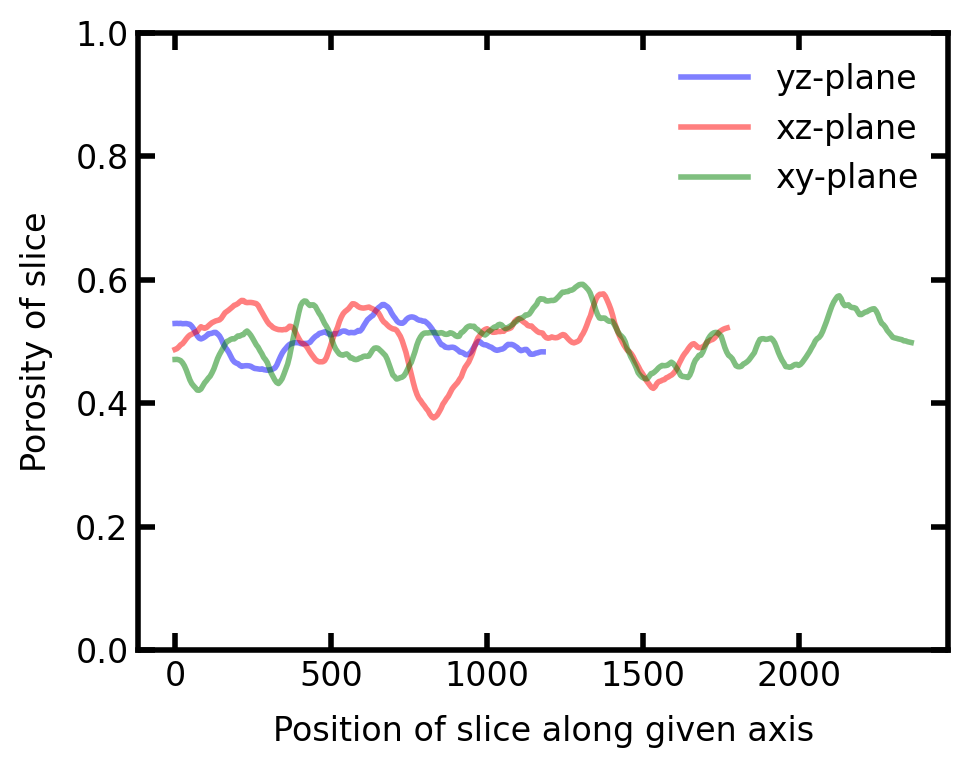 1.0
0.8
0.6
0.4
0.2
0.0
Porosity of slice
yz-plane
xz-plane
xy-plane
0 500 1000 1500 2000
Position of slice along given axis